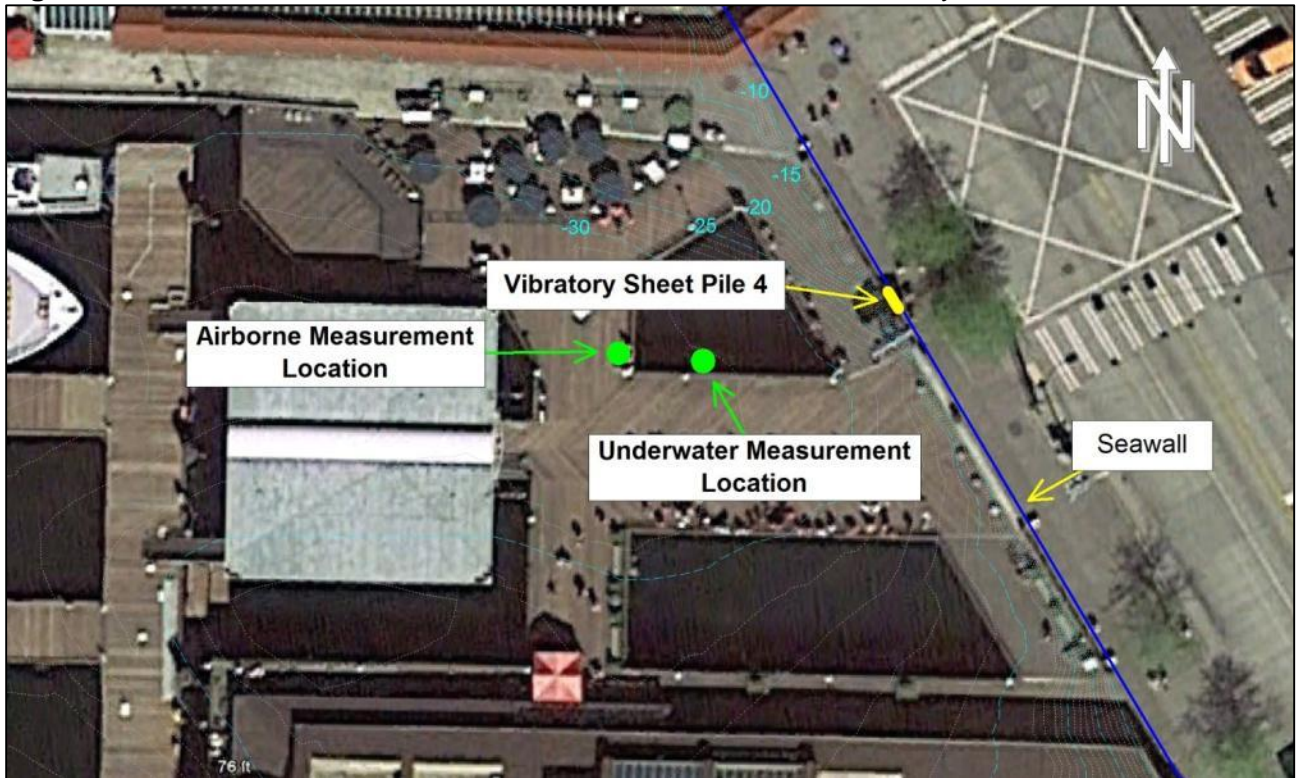 N
-10
-15
-20
-25
-30
Vibratory Sheet Pile 4
Airborne Measurement
Location
Underwater Measurement
Location
Seawall
76 ft